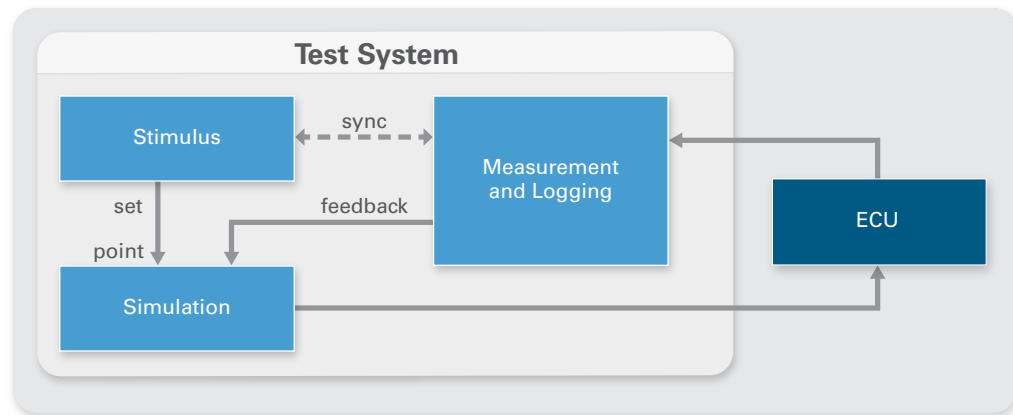 Test System
Stimulus
sync
Measurement
and Logging
set
feedback
point
ECU
Simulation